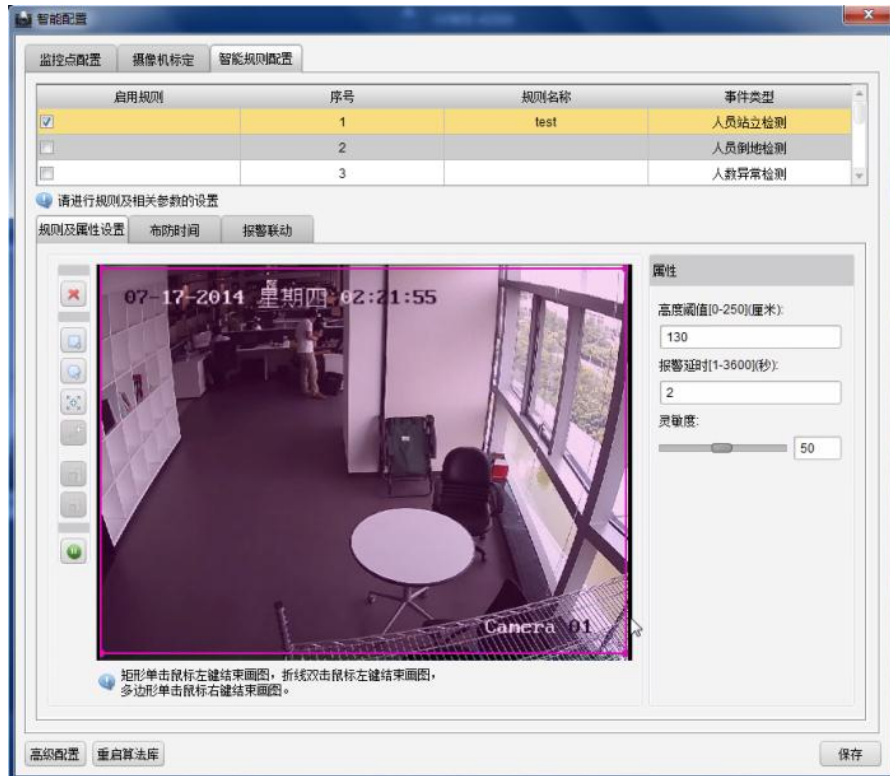 智能配置
监控点配置 摄像机标定 智能规则配置
启用规则 序号 规则名称 事件类型
1 test 人员站立检测
2 人员倒地检测
3 人数异常检测
请进行规则及相关参数的设置
规则及属性设置 布防时间 报警联动
07-17-2014 星期四 02:21:55
Camera 01
属性
高度阈值[0-250](厘米):
130
报警延时[1-3600](秒):
2
灵敏度:
50
矩形单击鼠标左键结束画图，折线双击鼠标左键结束画图，
多边形单击鼠标右键结束画图。
高级配置 重启算法库 保存